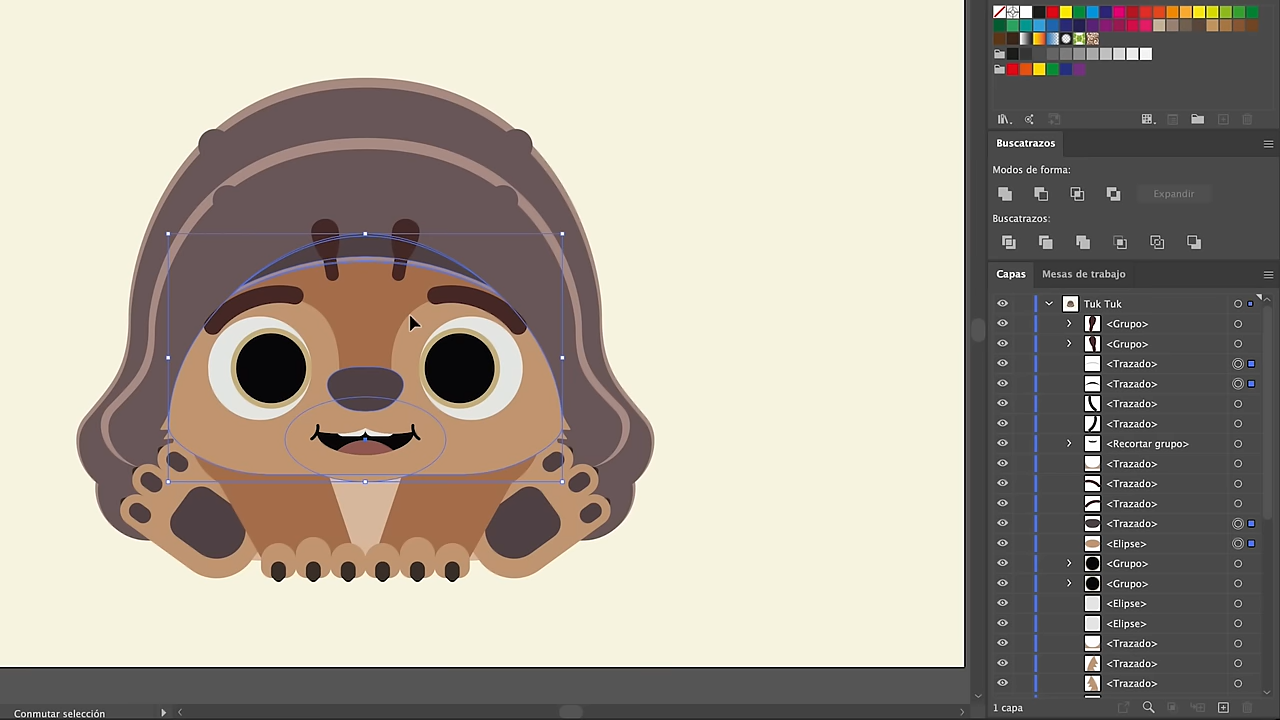 Buscatrazos
Modos de forma:
Expandir
Buscatrazos:
Capas
Mesas de trabajo
Tuk Tuk
<Grupo>
<Grupo>
<Trazado>
<Trazado>
<Trazado>
<Trazado>
<Recortar grupo>
<Trazado>
<Trazado>
<Trazado>
<Trazado>
<Elipse>
<Grupo>
<Grupo>
<Elipse>
<Elipse>
<Trazado>
<Trazado>
<Trazado>
1 capa
Conmutar selección